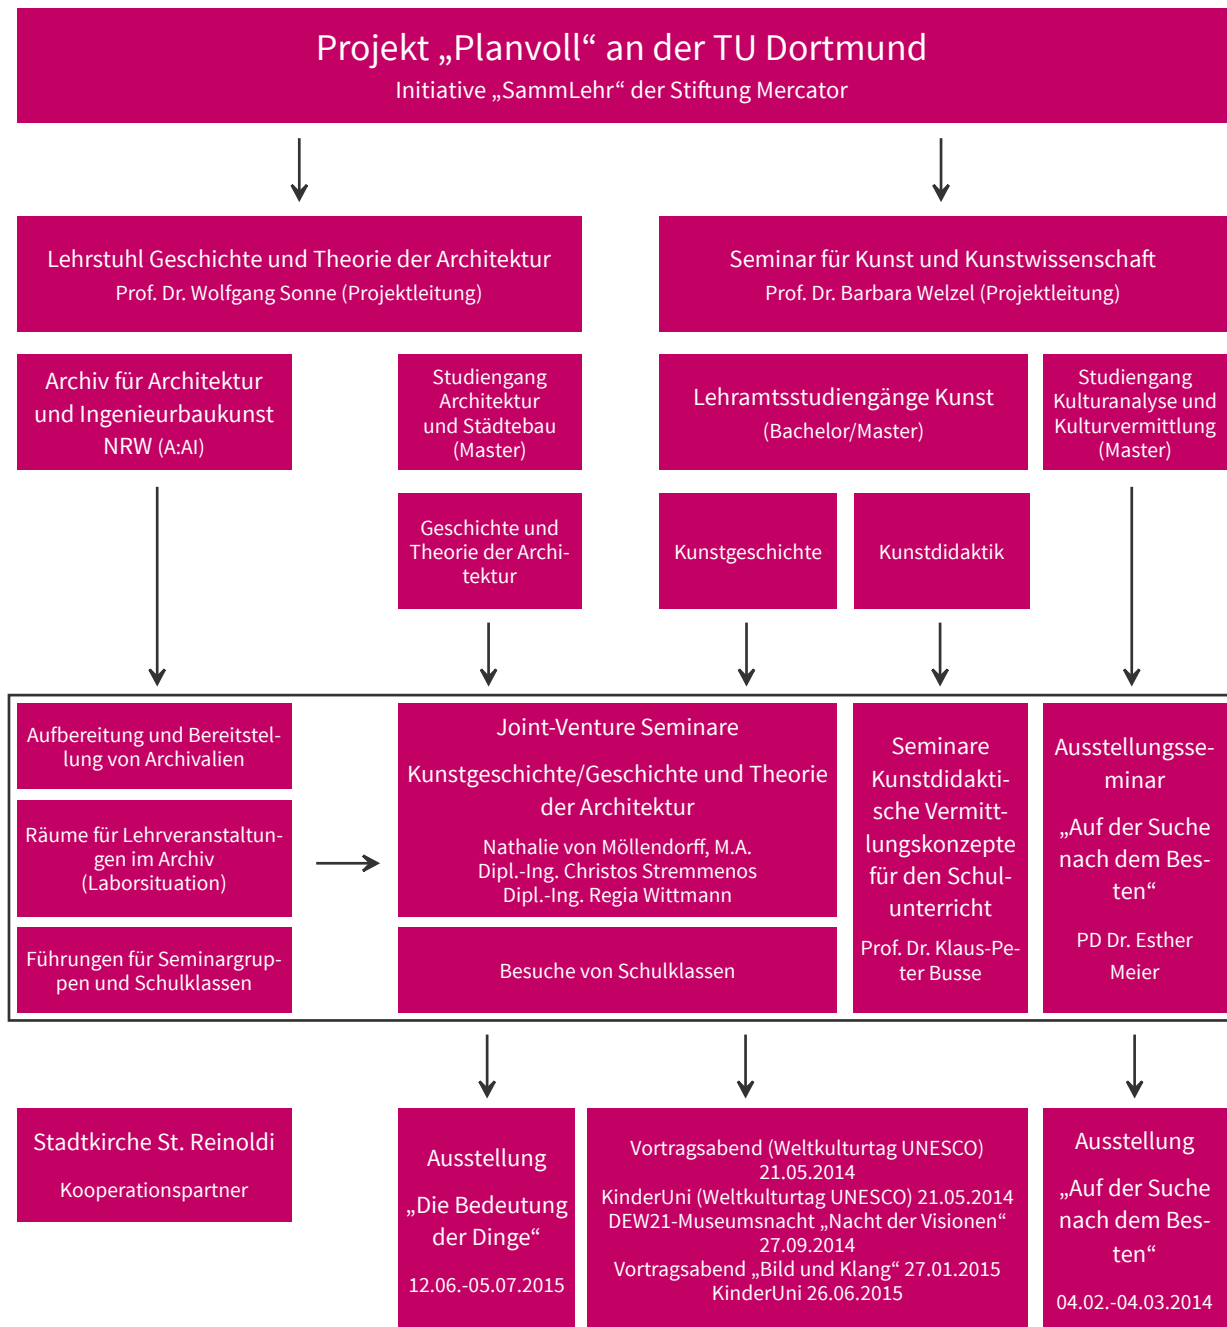 Projekt „Planvoll“ an der TU Dortmund
Initiative „SammLehr“ der Stiftung Mercator
Lehrstuhl Geschichte und Theorie der Architektur
Prof. Dr. Wolfgang Sonne (Projektleitung)
Seminar für Kunst und Kunstwissenschaft
Prof. Dr. Barbara Welzel (Projektleitung)
Archiv für Architektur
und Ingenieurbaukunst
NRW (A:AI)
Studiengang
Architektur
und Städtebau
(Master)
Lehramtsstudiengänge Kunst
(Bachelor/Master)
Studiengang
Kulturanalyse und
Kulturvermittlung
(Master)
Geschichte und
Theorie der Archi-
tektur
Kunstgeschichte
Kunstdidaktik
Aufbereitung und Bereitstel-
lung von Archivalien
Räume für Lehrveranstaltun-
gen im Archiv
(Laborsituation)
Führungen für Seminargrup-
pen und Schulklassen
Joint-Venture Seminare
Kunstgeschichte/Geschichte und Theorie
der Architektur
Nathalie von Möllendorff, M.A.
Dipl.-Ing. Christos Stremmenos
Dipl.-Ing. Regia Wittmann
Besuche von Schulklassen
Seminare
Kunstdidakti-
sche Vermitt-
lungskonzepte
für den Schul-
unterricht
Prof. Dr. Klaus-Pe-
ter Busse
Ausstellungsse-
minar
„Auf der Suche
nach dem Bes-
ten“
PD Dr. Esther
Meier
Stadtkirche St. Reinoldi
Kooperationspartner
Ausstellung
„Die Bedeutung
der Dinge“
12.06.-05.07.2015
Vortragsabend (Weltkulturtag UNESCO)
21.05.2014
KinderUni (Weltkulturtag UNESCO) 21.05.2014
DEW21-Museumsnacht „Nacht der Visionen“
27.09.2014
Vortragsabend „Bild und Klang“ 27.01.2015
KinderUni 26.06.2015
Ausstellung
„Auf der Suche
nach dem Bes-
ten“
04.02.-04.03.2014